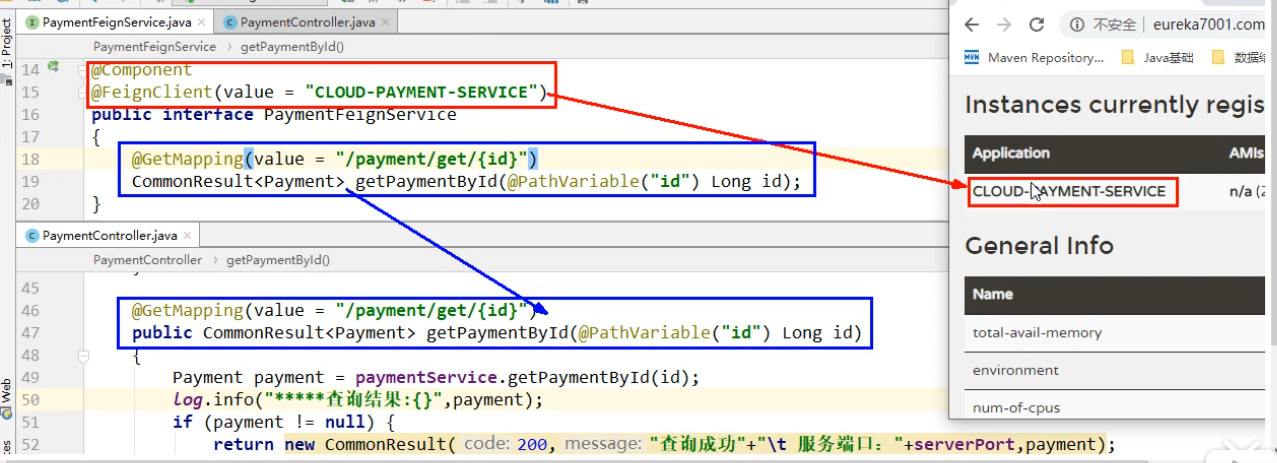 PaymentFeignService.java
PaymentController.java
PaymentFeignService > getPaymentById()
14 @Component
15 @FeignClient(value = "CLOUD-PAYMENT-SERVICE")
16 public interface PaymentFeignService
17 {
18 @GetMapping(value = "/payment/get/{id}")
19 CommonResult<Payment> getPaymentById(@PathVariable("id") Long id);
20 }
PaymentController.java
PaymentController > getPaymentById()
45
46 @GetMapping(value = "/payment/get/{id}")
47 public CommonResult<Payment> getPaymentById(@PathVariable("id") Long id)
48 {
49 Payment payment = paymentService.getPaymentById(id);
50 log.info("*****查询结果:{}",payment);
51 if (payment != null) {
52 return new CommonResult( code: 200, message: "查询成功"+"\t 服务端口: "+serverPort,payment);
1: Project
Web
不安全 | eureka7001.com
Maven Repository...
Java基础
Instances currently regis
Application
AMIs
CLOUD-PAYMENT-SERVICE
n/a (2
General Info
Name
total-avail-memory
environment
num-of-cpus